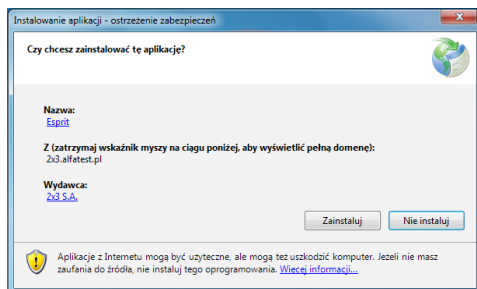 Instalowanie aplikacji - ostrzeżenie zabezpieczeń
Czy chcesz zainstalować tę aplikację?
Nazwa:
Esprit
Z (zatrzymaj wskaźnik myszy na ciągu poniżej, aby wyświetlić pełną domenę):
2x3.alfatest.pl
Wydawca:
2x3 S.A.
Zainstaluj Nie instaluj
Aplikacje z Internetu mogą być użyteczne, ale mogą też uszkodzić komputer. Jeżeli nie masz
zaufania do źródła, nie instaluj tego oprogramowania. Więcej informacji...